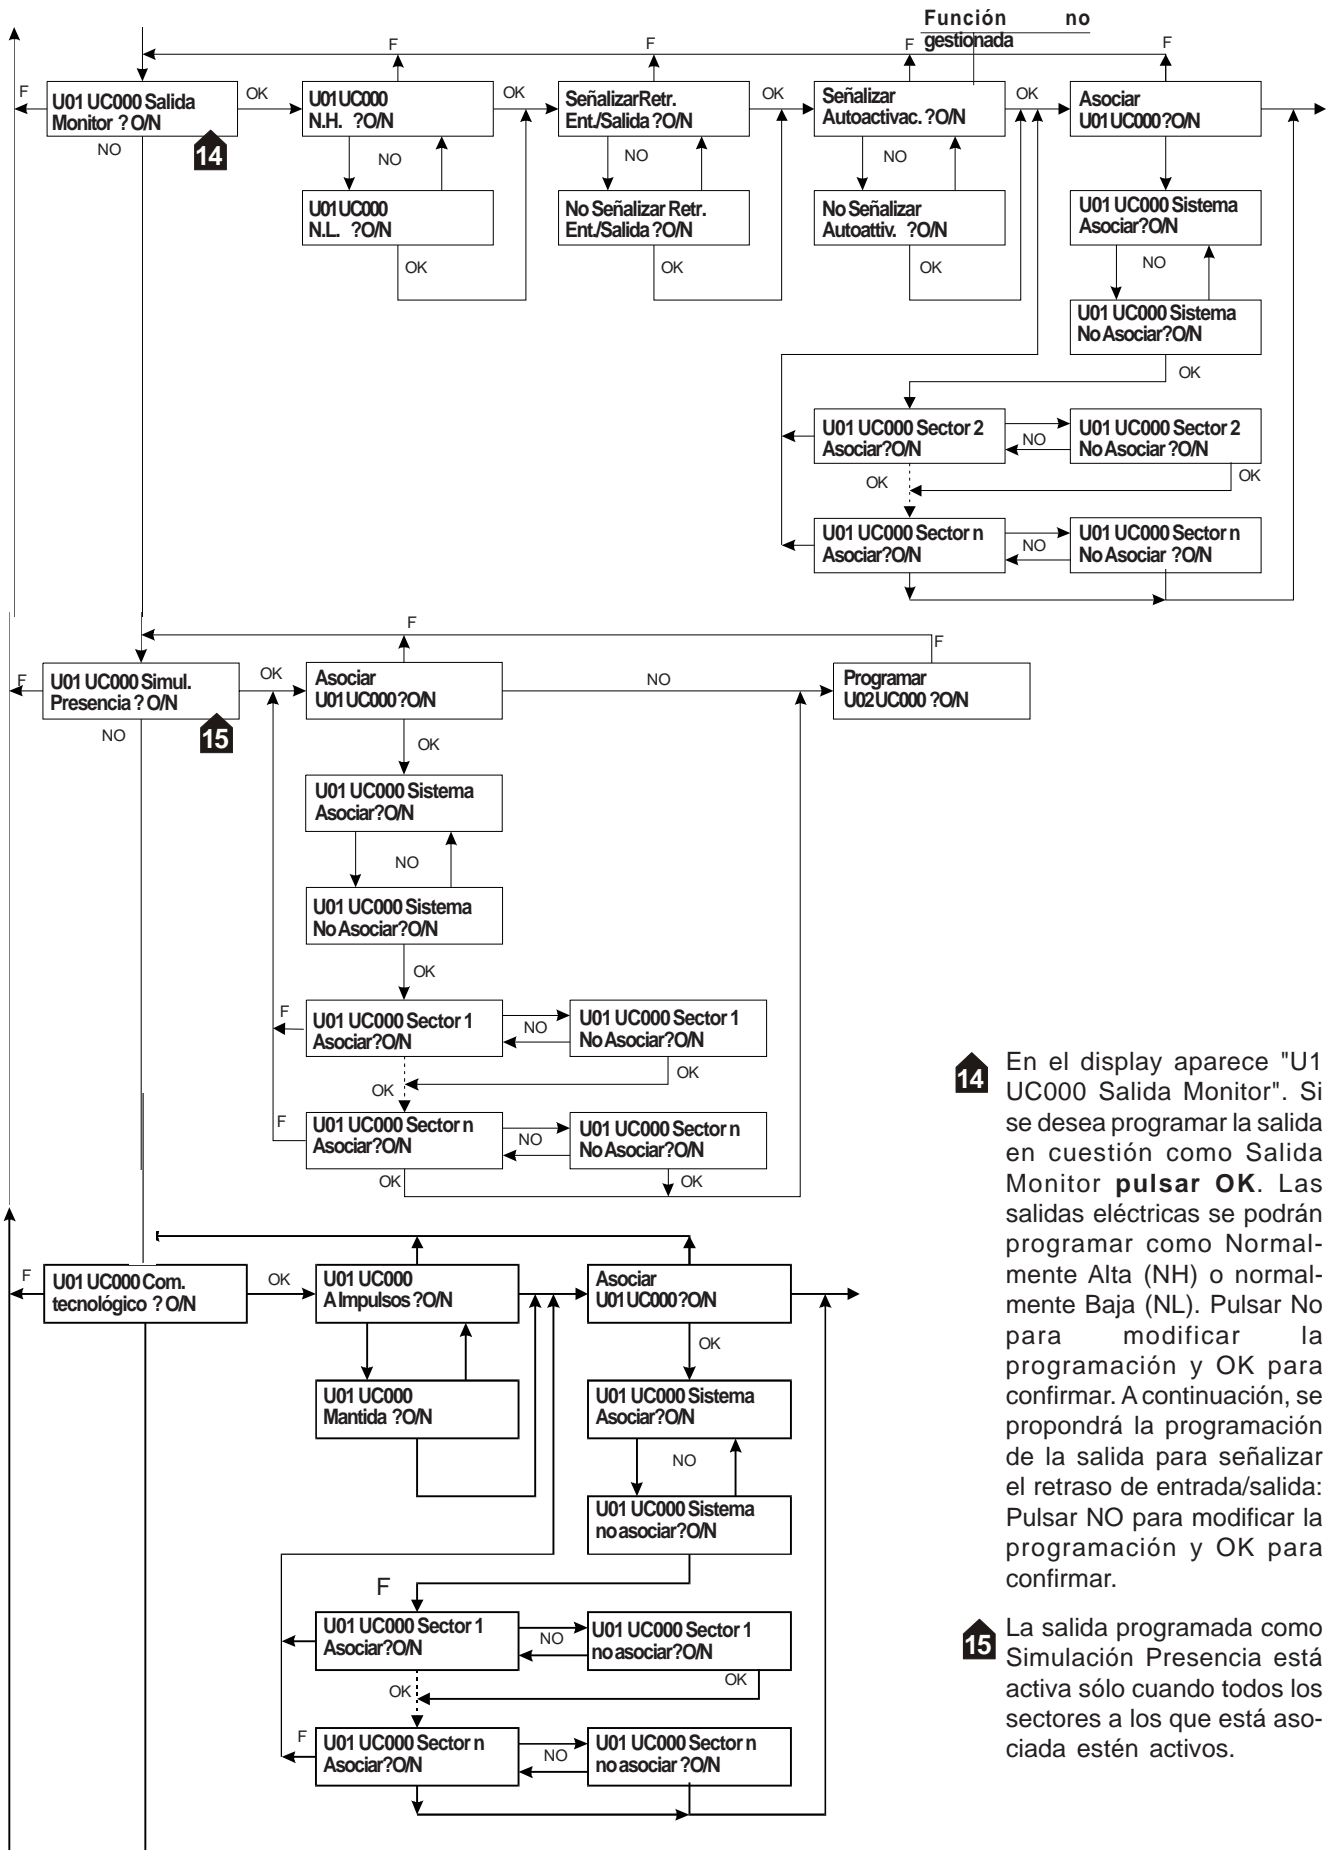 Función no
gestionada
F
F
F
F
F
U01 UC000 Salida
Monitor ? O/N
14
NO
OK
U01 UC000
N.H. ?O/N
NO
U01 UC000
N.L. ?O/N
OK
OK
Señalizar Retr.
Ent./Salida ?O/N
NO
No Señalizar Retr.
Ent./Salida ?O/N
OK
OK
Señalizar
Autoactivac. ?O/N
NO
No Señalizar
Autoattiv. ?O/N
OK
OK
Asociar
U01 UC000 ?O/N
U01 UC000 Sistema
Asociar?O/N
NO
U01 UC000 Sistema
No Asociar?O/N
OK
U01 UC000 Sector 2
Asociar?O/N
NO
U01 UC000 Sector 2
No Asociar ?O/N
OK
OK
U01 UC000 Sector n
Asociar?O/N
NO
U01 UC000 Sector n
No Asociar ?O/N
F
F
F
U01 UC000 Simul.
Presencia ? O/N
15
NO
OK
Asociar
U01 UC000 ?O/N
NO
Programar
U02 UC000 ?O/N
OK
U01 UC000 Sistema
Asociar?O/N
NO
U01 UC000 Sistema
No Asociar?O/N
OK
F
U01 UC000 Sector 1
Asociar?O/N
NO
U01 UC000 Sector 1
No Asociar?O/N
OK
OK
F
U01 UC000 Sector n
Asociar?O/N
NO
U01 UC000 Sector n
No Asociar?O/N
OK
OK
F
U01 UC000 Com.
tecnológico ? O/N
OK
U01 UC000
A Impulsos ?O/N
U01 UC000
Mantida ?O/N
Asociar
U01 UC000 ?O/N
OK
U01 UC000 Sistema
Asociar?O/N
NO
U01 UC000 Sistema
no asociar?O/N
F
U01 UC000 Sector 1
Asociar?O/N
NO
U01 UC000 Sector 1
no asociar?O/N
OK
OK
F
U01 UC000 Sector n
Asociar?O/N
NO
U01 UC000 Sector n
no asociar ?O/N
14
En el display aparece "U1
UC000 Salida Monitor". Si
se desea programar la salida
en cuestión como Salida
Monitor pulsar OK. Las
salidas eléctricas se podrán
programar como Normal-
mente Alta (NH) o normal-
mente Baja (NL). Pulsar No
para modificar la
programación y OK para
confirmar. A continuación, se
propondrá la programación
de la salida para señalizar
el retraso de entrada/salida:
Pulsar NO para modificar la
programación y OK para
confirmar.
15
La salida programada como
Simulación Presencia está
activa sólo cuando todos los
sectores a los que está aso-
ciada estén activos.